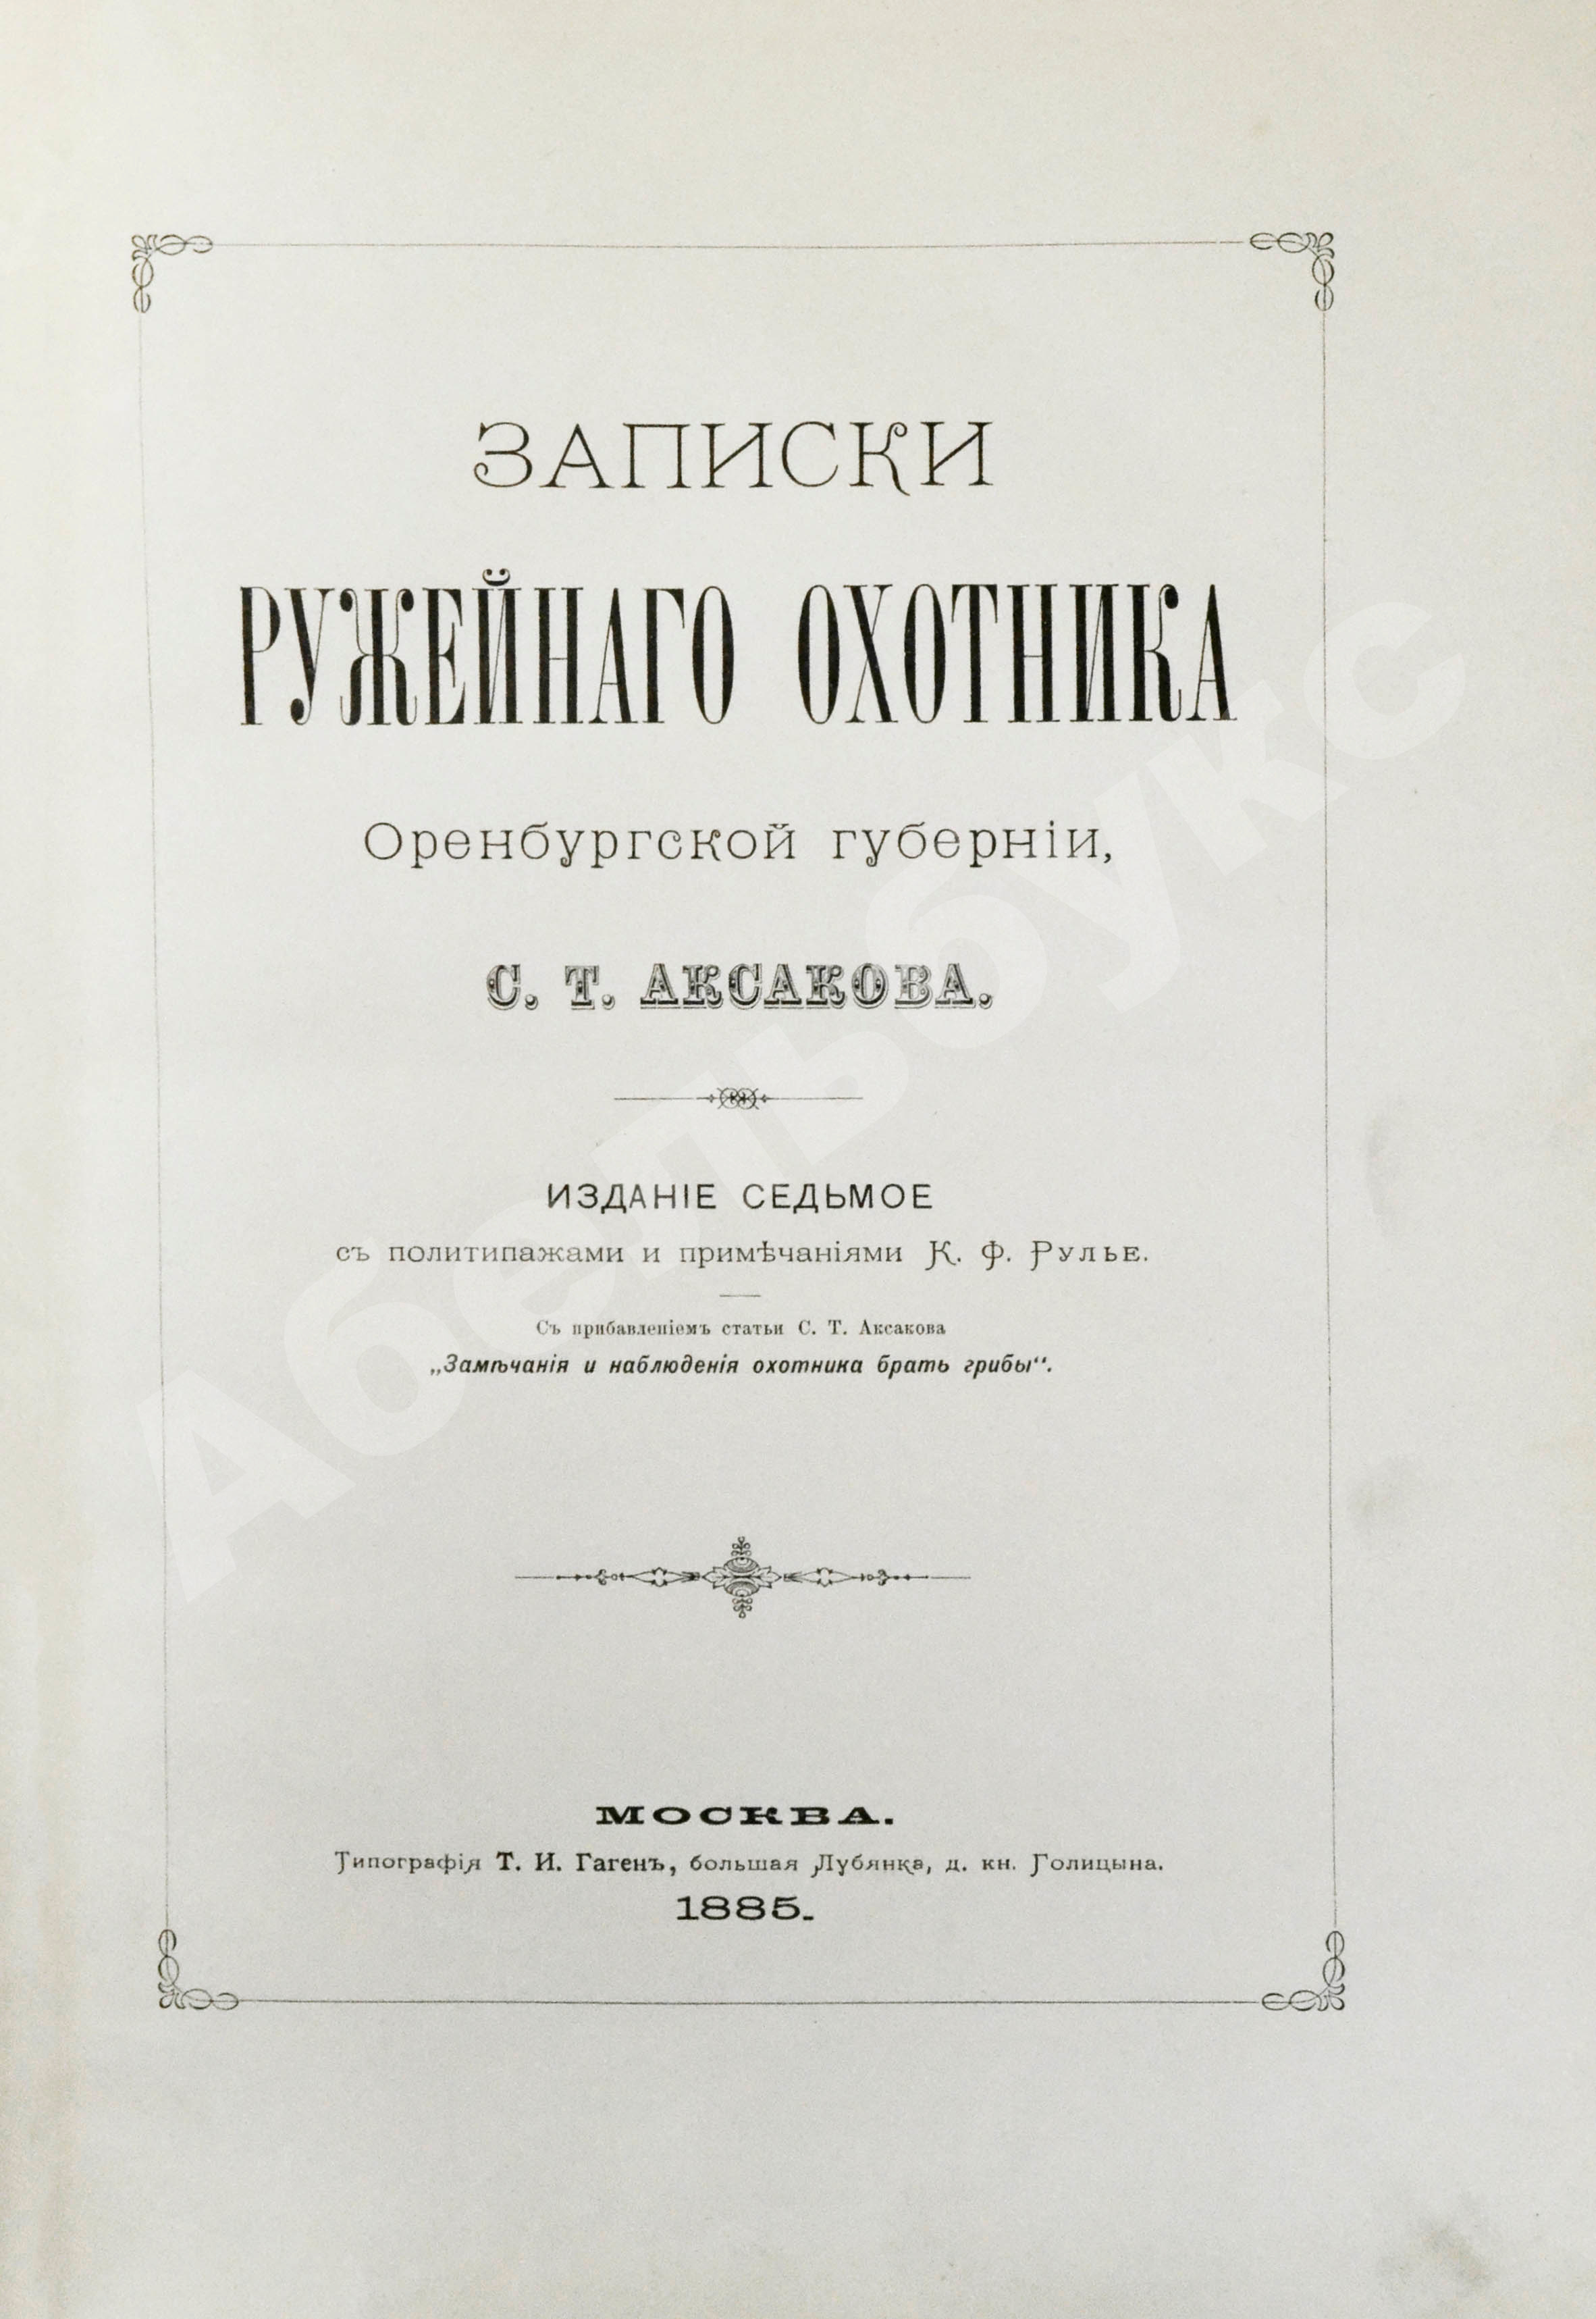 ЗАПИСКИ
РУЖЕЙНАГО ОХОТНИКА
Оренбургской губерніи,
С. Т. АКСАКОВА.
ИЗДАНІЕ СЕДЬМОЕ
съ политипажами и примѣчаніями К. Ф. РУЛЬЕ.
Съ прибавленіемъ статьи С. Т. Аксакова
„Замѣчанія и наблюденія охотника брать грибы“.
МОСКВА.
Типографія Т. И. Гагенъ, большая Лубянка, д. кн. Голицына.
1885.
Абельбукс